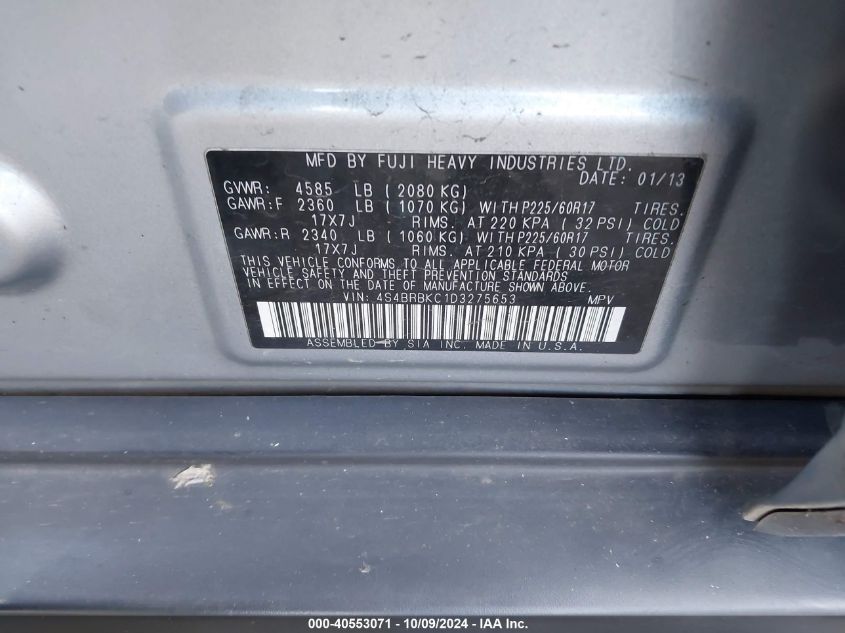 MFD BY FUJI HEAVY INDUSTRIES LTD.
DATE: 01/13
GVWR: 4585 LB (2080 KG)
GAWR:F 2360 LB (1070 KG) WITH P225/60R17 TIRES.
17X7J RIMS. AT 220 KPA (32 PSI) COLD
GAWR:R 2340 LB (1060 KG) WITH P225/60R17 TIRES.
17X7J RIMS. AT 210 KPA (30 PSI) COLD
THIS VEHICLE CONFORMS TO ALL APPLICABLE FEDERAL MOTOR
VEHICLE SAFETY AND THEFT PREVENTION STANDARDS
IN EFFECT ON THE DATE OF MANUFACTURE SHOWN ABOVE.
VIN: 4S4BRBKC1D3275653 MPV
ASSEMBLED BY SIA INC. MADE IN U.S.A.
000-40553071 - 10/09/2024 - IAA Inc.